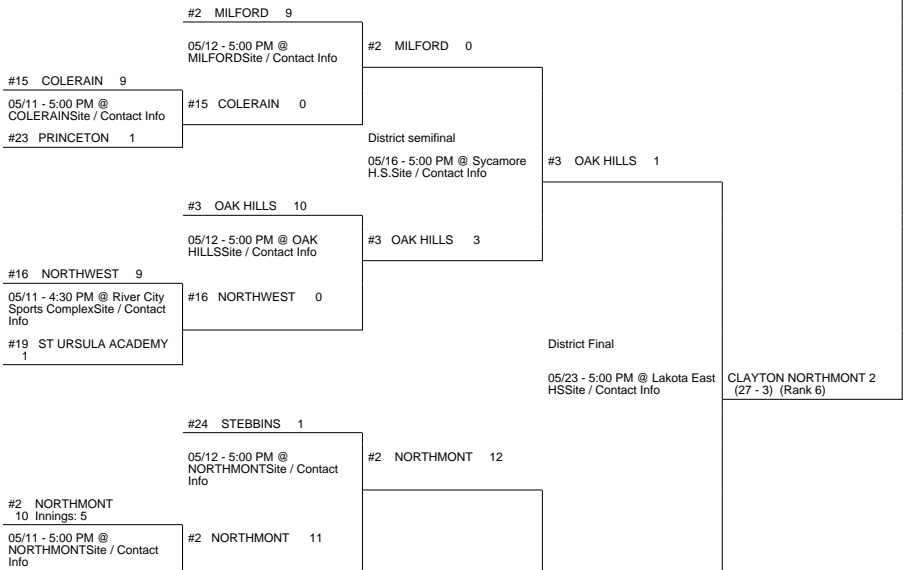 #2 MILFORD 9
05/12 - 5:00 PM @
MILFORDSite / Contact Info
#2 MILFORD 0
#15 COLERAIN 9
05/11 - 5:00 PM @
COLERAINSite / Contact Info
#15 COLERAIN 0
#23 PRINCETON 1
District semifinal
05/16 - 5:00 PM @ Sycamore
H.S.Site / Contact Info
#3 OAK HILLS 1
#3 OAK HILLS 10
05/12 - 5:00 PM @ OAK
HILLSSite / Contact Info
#3 OAK HILLS 3
#16 NORTHWEST 9
05/11 - 4:30 PM @ River City
Sports ComplexSite / Contact
Info
#16 NORTHWEST 0
#19 ST URSULA ACADEMY
1
District Final
05/23 - 5:00 PM @ Lakota East
HSSite / Contact Info
CLAYTON NORTHMONT 2
(27 - 3) (Rank 6)
#24 STEBBINS 1
05/12 - 5:00 PM @
NORTHMONTSite / Contact
Info
#2 NORTHMONT 12
#2 NORTHMONT
10 Innings: 5
05/11 - 5:00 PM @
NORTHMONTSite / Contact
Info
#2 NORTHMONT 11